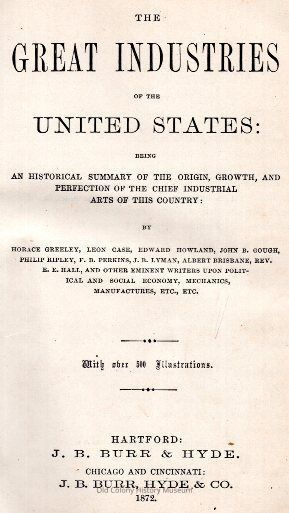 THE
GREAT INDUSTRIES
OF THE
UNITED STATES:
BEING
AN HISTORICAL SUMMARY OF THE ORIGIN, GROWTH, AND
PERFECTION OF THE CHIEF INDUSTRIAL
ARTS OF THIS COUNTRY:
BY
HORACE GREELEY, LEON CASE, EDWARD HOWLAND, JOHN B. GOUGH,
PHILIP RIPLEY, F. B. PERKINS, J. B. LYMAN, ALBERT BRISBANE, REV.
E. E. HALL, AND OTHER EMINENT WRITERS UPON POLIT-
ICAL AND SOCIAL ECONOMY, MECHANICS,
MANUFACTURES, ETC., ETC.
With over 500 Illustrations.
HARTFORD:
J. B. BURR & HYDE.
CHICAGO AND CINCINNATI:
J. B. BURR, HYDE & CO.
Old Colony History Museum
1872.